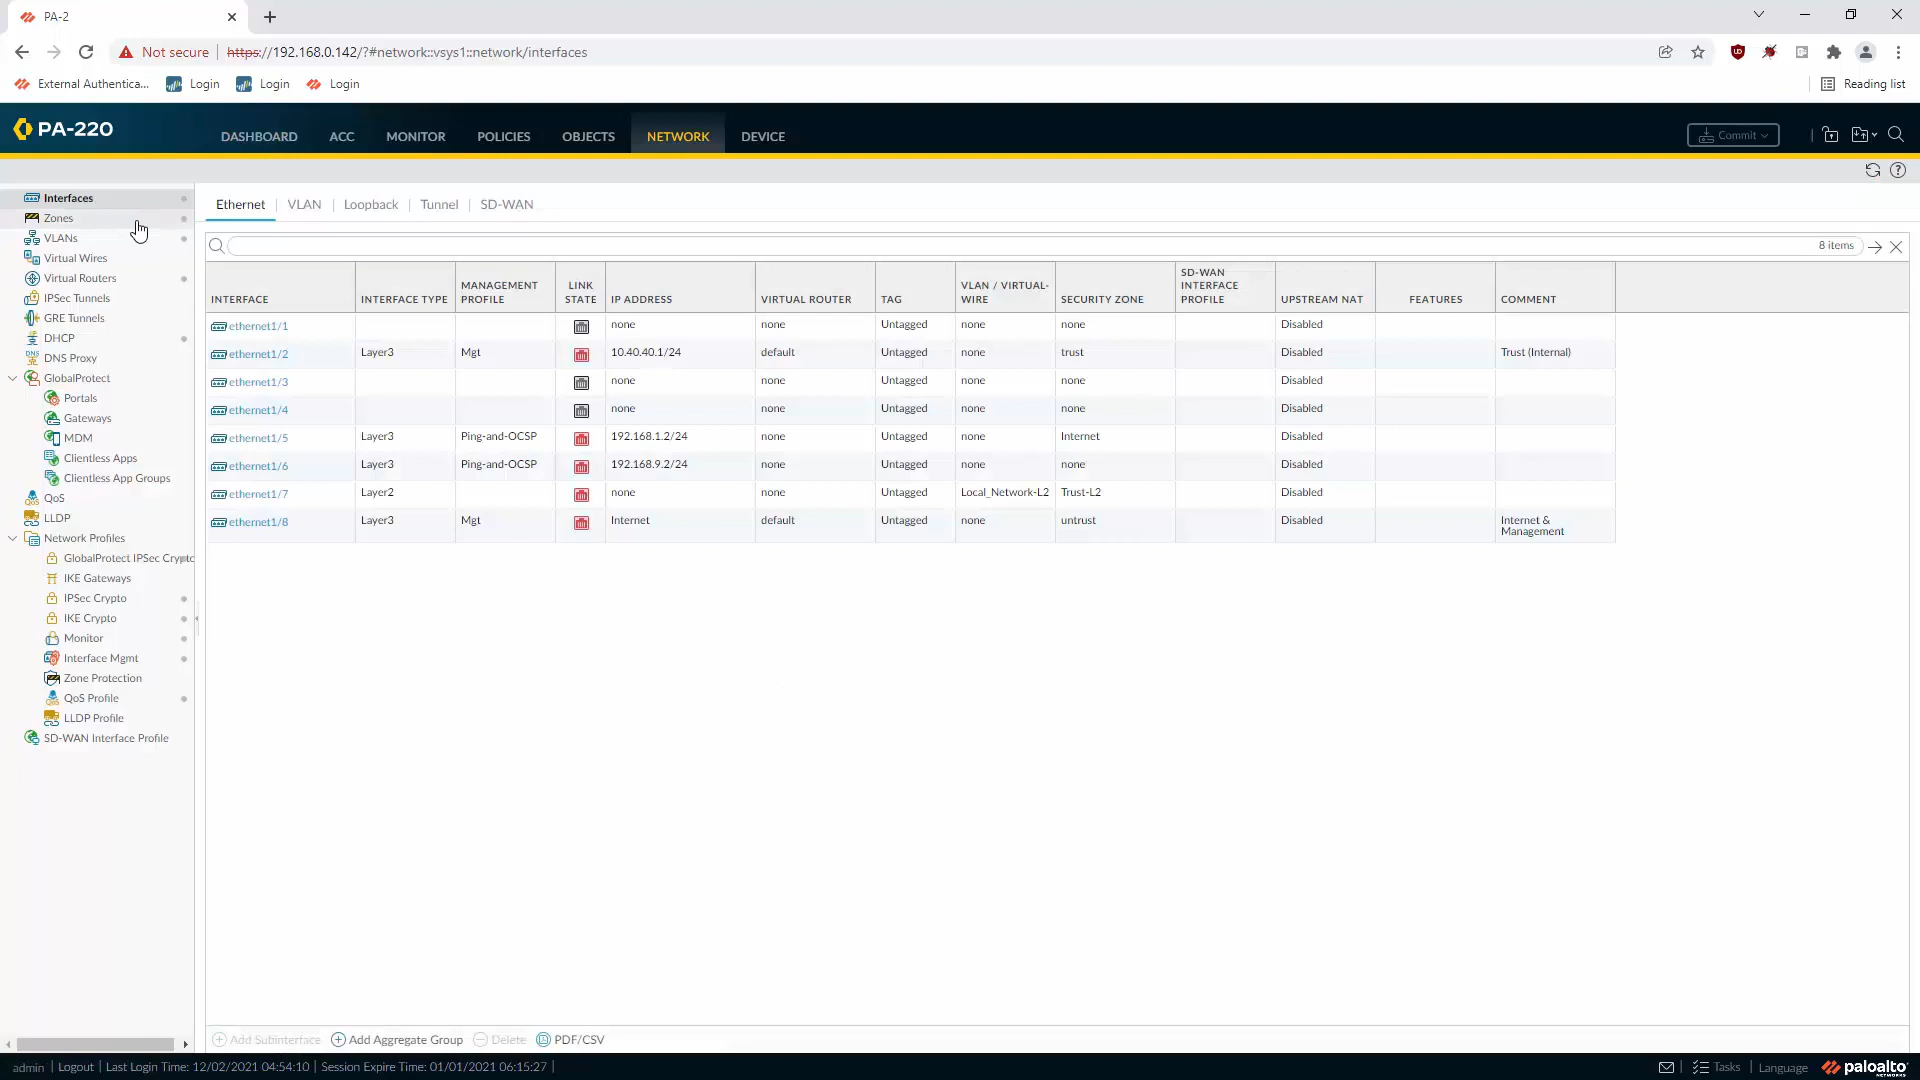 PA-2
Not secure
https://192.168.0.142/?#network::vsys1::network/interfaces
External Authentica...
Login
Login
Login
Reading list
PA-220
DASHBOARD
ACC
MONITOR
POLICIES
OBJECTS
NETWORK
DEVICE
Commit
Interfaces
Zones
VLANs
Virtual Wires
Virtual Routers
IPSec Tunnels
GRE Tunnels
DHCP
DNS Proxy
GlobalProtect
Portals
Gateways
MDM
Clientless Apps
Clientless App Groups
QoS
LLDP
Network Profiles
GlobalProtect IPSec Crypto
IKE Gateways
IPSec Crypto
IKE Crypto
Monitor
Interface Mgmt
Zone Protection
QoS Profile
LLDP Profile
SD-WAN Interface Profile
Ethernet | VLAN | Loopback | Tunnel | SD-WAN
8 items
INTERFACE
INTERFACE TYPE
MANAGEMENT
PROFILE
LINK
STATE
IP ADDRESS
VIRTUAL ROUTER
TAG
VLAN / VIRTUAL-
WIRE
SECURITY ZONE
SD-WAN
INTERFACE
PROFILE
UPSTREAM NAT
FEATURES
COMMENT
ethernet1/1 none none Untagged none none Disabled
ethernet1/2 Layer3 Mgt 10.40.40.1/24 default Untagged none trust Disabled Trust (Internal)
ethernet1/3 none none Untagged none none Disabled
ethernet1/4 none none Untagged none none Disabled
ethernet1/5 Layer3 Ping-and-OCSP 192.168.1.2/24 none Untagged none Internet Disabled
ethernet1/6 Layer3 Ping-and-OCSP 192.168.9.2/24 none Untagged none none Disabled
ethernet1/7 Layer2 none none Untagged Local_Network-L2 Trust-L2 Disabled
ethernet1/8 Layer3 Mgt Internet default Untagged none untrust Disabled Internet &
Management
Add Subinterface
Add Aggregate Group
Delete
PDF/CSV
admin | Logout | Last Login Time: 12/02/2021 04:54:10 | Session Expire Time: 01/01/2021 06:15:27 |
Tasks | Language
paloalto
NETWORKS